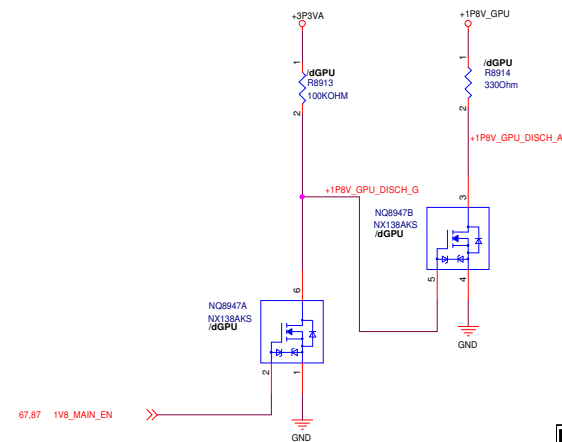 +3P3VA
+1P8V_GPU
1
/dGPU
R8913
100KOHM
2
1
/dGPU
R8914
330Ohm
2
+1P8V_GPU_DISCH_A
+1P8V_GPU_DISCH_G
3
NQ8947B
NX138AKS
/dGPU
5
4
GND
6
NQ8947A
NX138AKS
/dGPU
2
1
67,87 1V8_MAIN_EN
GND